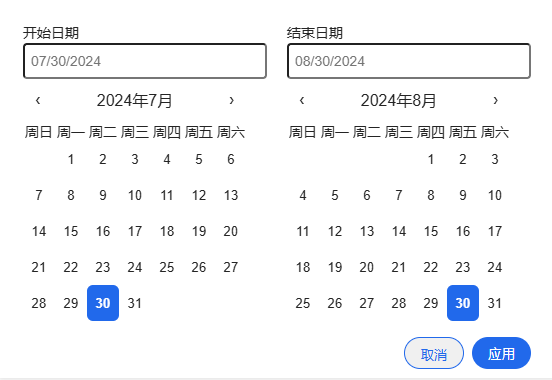 开始日期
07/30/2024
‹ 2024年7月 ›
周日 周一 周二 周三 周四 周五 周六
1 2 3 4 5 6
7 8 9 10 11 12 13
14 15 16 17 18 19 20
21 22 23 24 25 26 27
28 29 30 31
结束日期
08/30/2024
‹ 2024年8月 ›
周日 周一 周二 周三 周四 周五 周六
1 2 3
4 5 6 7 8 9 10
11 12 13 14 15 16 17
18 19 20 21 22 23 24
25 26 27 28 29 30 31
取消 应用